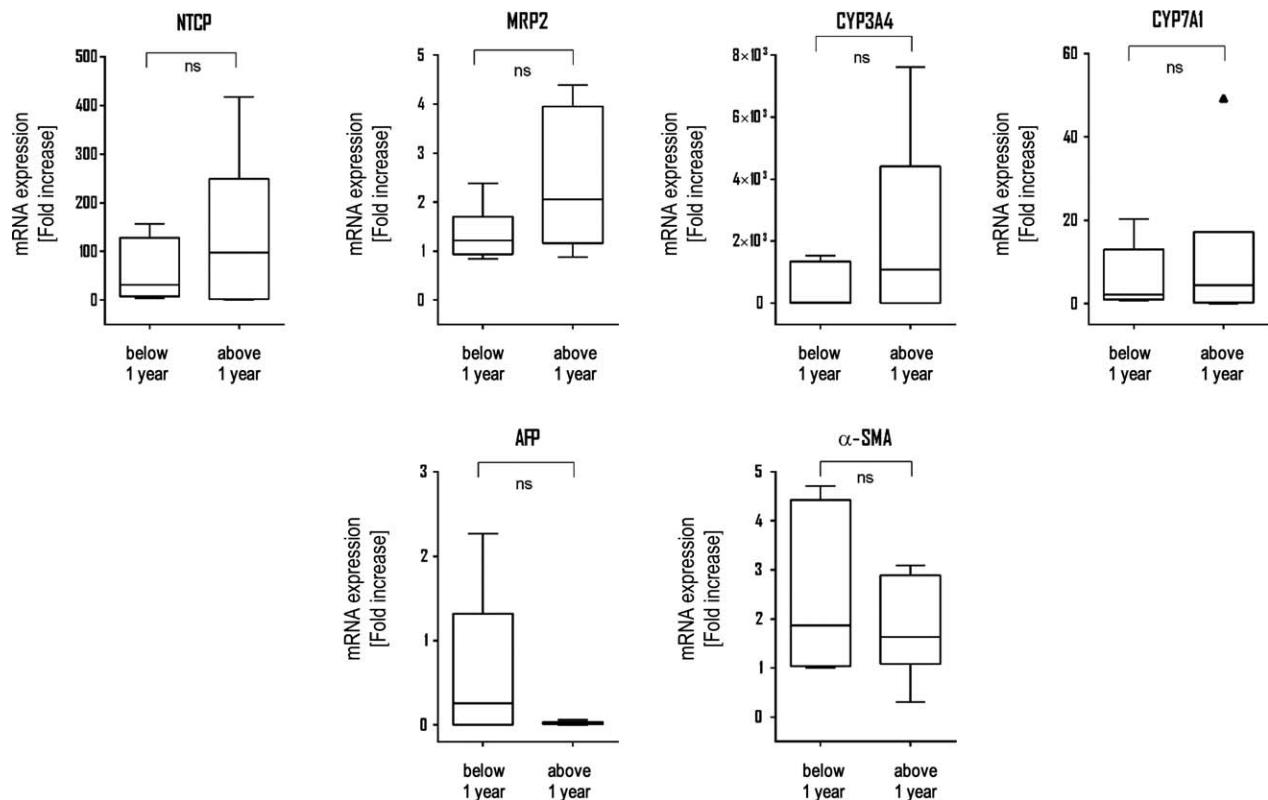 NTCP
mRNA expression
[Fold increase]
500
400
300
200
100
0
ns
below
1 year
above
1 year
MRP2
mRNA expression
[Fold increase]
5
4
3
2
1
0
ns
below
1 year
above
1 year
CYP3A4
mRNA expression
[Fold increase]
8×10³
6×10³
4×10³
2×10³
0
ns
below
1 year
above
1 year
CYP7A1
mRNA expression
[Fold increase]
60
40
20
0
ns
below
1 year
above
1 year
AFP
mRNA expression
[Fold increase]
3
2
1
0
ns
below
1 year
above
1 year
α-SMA
mRNA expression
[Fold increase]
5
4
3
2
1
0
ns
below
1 year
above
1 year